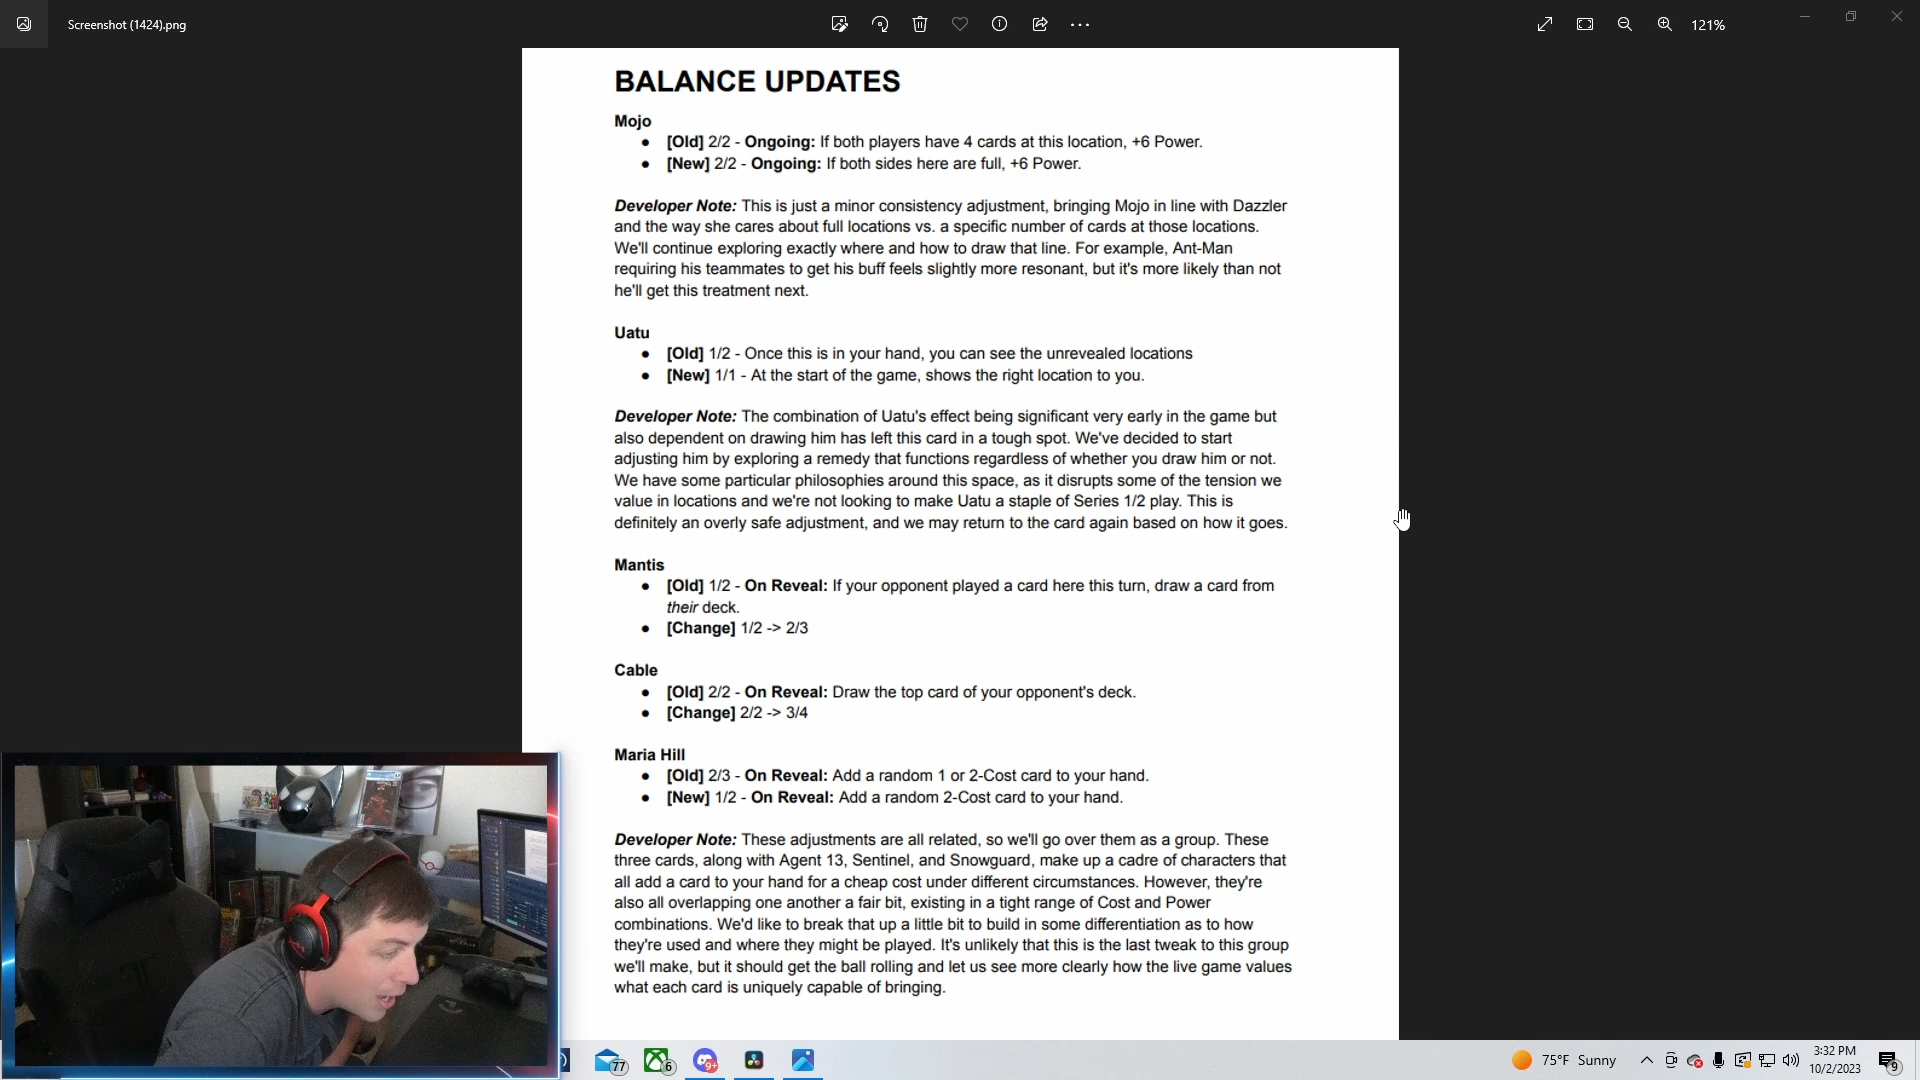 Screenshot (1424).png
121%
BALANCE UPDATES
Mojo
● [Old] 2/2 - Ongoing: If both players have 4 cards at this location, +6 Power.
● [New] 2/2 - Ongoing: If both sides here are full, +6 Power.
Developer Note: This is just a minor consistency adjustment, bringing Mojo in line with Dazzler
and the way she cares about full locations vs. a specific number of cards at those locations.
We'll continue exploring exactly where and how to draw that line. For example, Ant-Man
requiring his teammates to get his buff feels slightly more resonant, but it's more likely than not
he'll get this treatment next.
Uatu
● [Old] 1/2 - Once this is in your hand, you can see the unrevealed locations
● [New] 1/1 - At the start of the game, shows the right location to you.
Developer Note: The combination of Uatu's effect being significant very early in the game but
also dependent on drawing him has left this card in a tough spot. We've decided to start
adjusting him by exploring a remedy that functions regardless of whether you draw him or not.
We have some particular philosophies around this space, as it disrupts some of the tension we
value in locations and we're not looking to make Uatu a staple of Series 1/2 play. This is
definitely an overly safe adjustment, and we may return to the card again based on how it goes.
Mantis
● [Old] 1/2 - On Reveal: If your opponent played a card here this turn, draw a card from
their deck.
● [Change] 1/2 -> 2/3
Cable
● [Old] 2/2 - On Reveal: Draw the top card of your opponent's deck.
● [Change] 2/2 -> 3/4
Maria Hill
● [Old] 2/3 - On Reveal: Add a random 1 or 2-Cost card to your hand.
● [New] 1/2 - On Reveal: Add a random 2-Cost card to your hand.
Developer Note: These adjustments are all related, so we'll go over them as a group. These
three cards, along with Agent 13, Sentinel, and Snowguard, make up a cadre of characters that
all add a card to your hand for a cheap cost under different circumstances. However, they're
also all overlapping one another a fair bit, existing in a tight range of Cost and Power
combinations. We'd like to break that up a little bit to build in some differentiation as to how
they're used and where they might be played. It's unlikely that this is the last tweak to this group
we'll make, but it should get the ball rolling and let us see more clearly how the live game values
what each card is uniquely capable of bringing.
77
6
9+
75°F Sunny
3:32 PM
10/2/2023
9